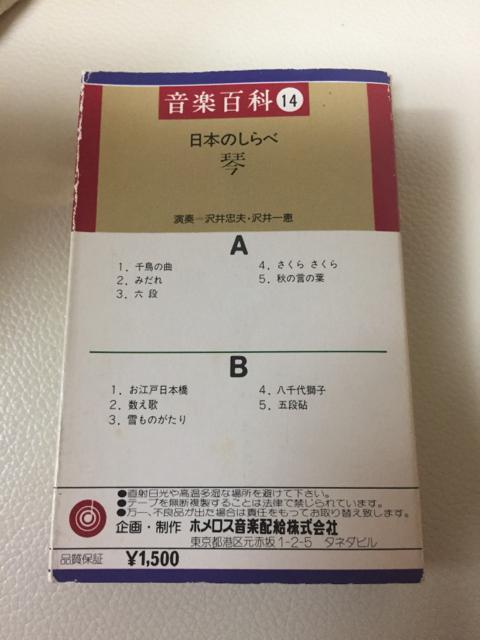 音楽百科 14
日本のしらべ
琴
演奏=沢井忠夫・沢井一恵
A
1．千鳥の曲
2．みだれ
3．六 段
4．さくら さくら
5．秋の言の葉
B
1．お江戸日本橋
2．数え歌
3．雪ものがたり
4．八千代獅子
5．五段砧
●直射日光や高温多湿な場所を避けて下さい。
●テープを無断複製することは法律で禁じられています。
●万一、不良品が出た場合は責任をもってお取り替え致します。
企画・制作 ホメロス音楽配給株式会社
東京都港区元赤坂1-2-5 タネダビル
品質保証 ¥1,500